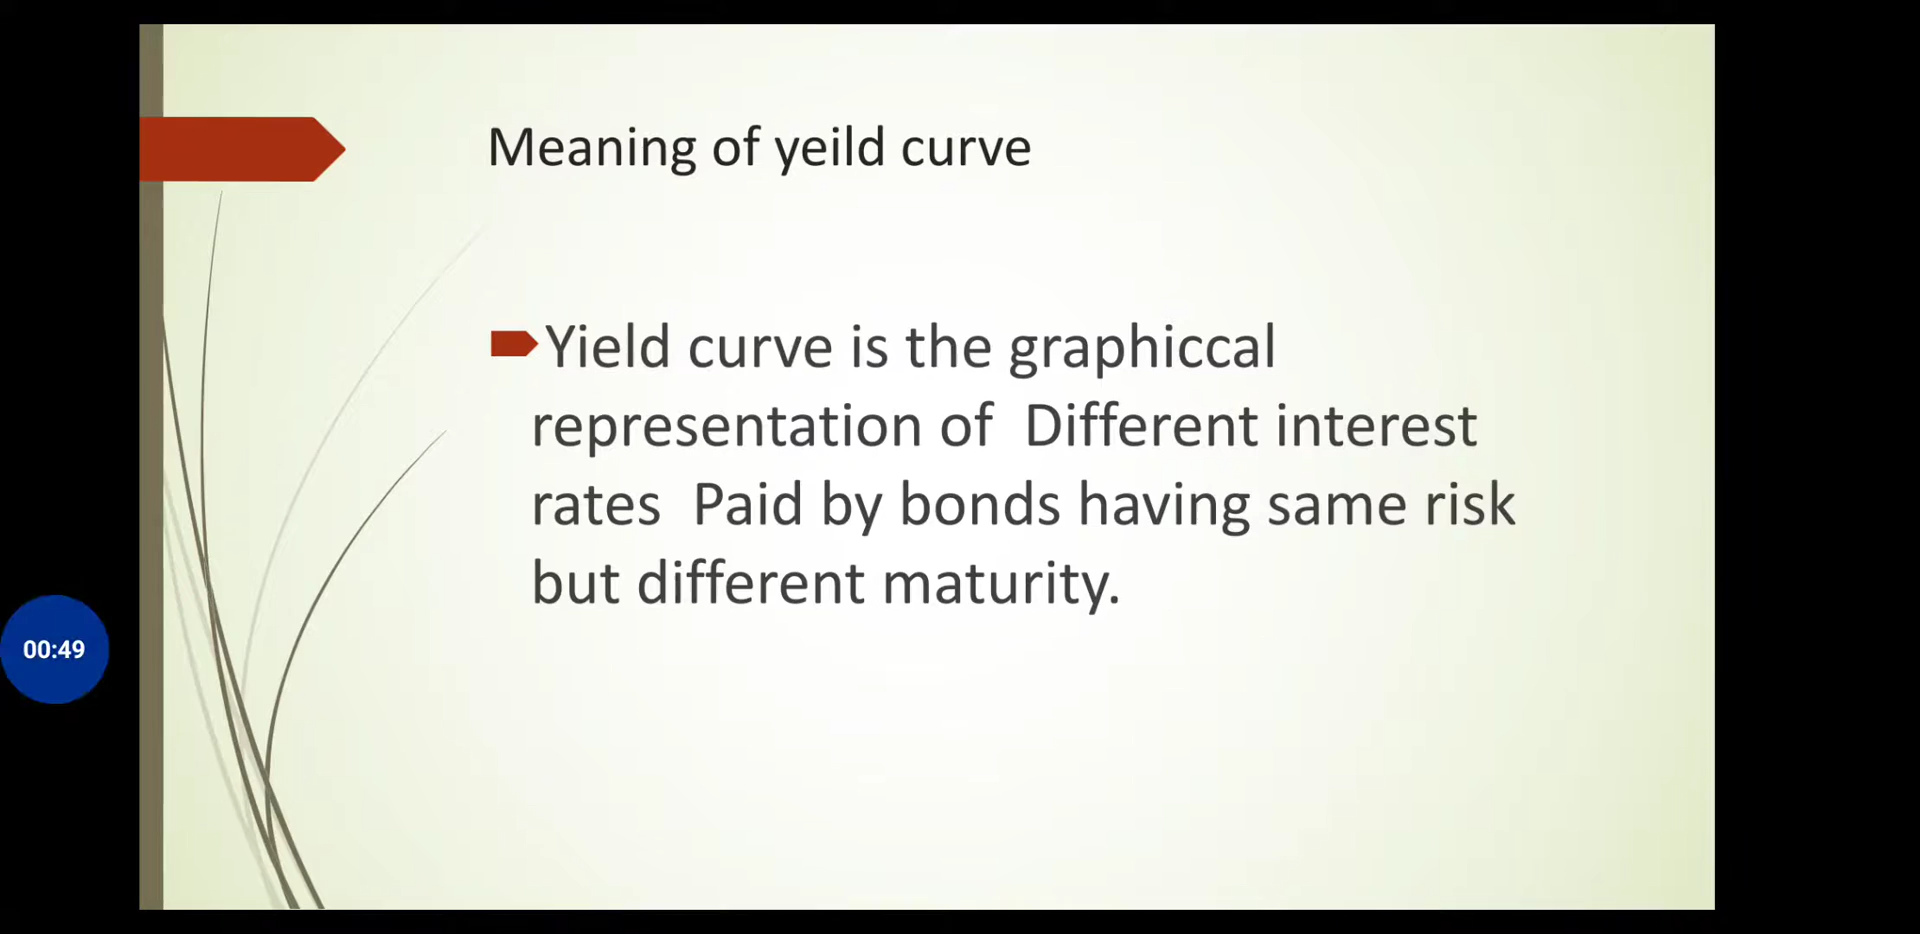 Meaning of yeild curve
Yield curve is the graphiccal
representation of Different interest
rates Paid by bonds having same risk
but different maturity.
00:49